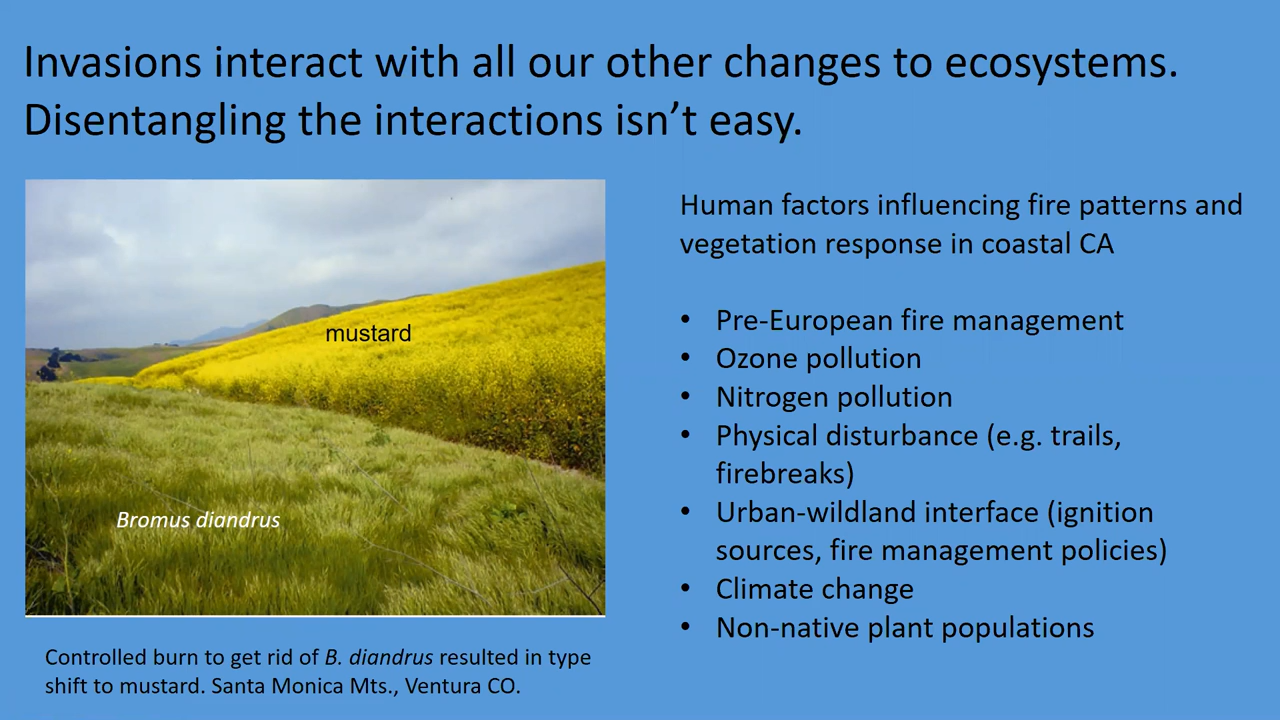 Invasions interact with all our other changes to ecosystems.
Disentangling the interactions isn’t easy.
mustard
Bromus diandrus
Controlled burn to get rid of B. diandrus resulted in type
shift to mustard. Santa Monica Mts., Ventura CO.
Human factors influencing fire patterns and
vegetation response in coastal CA
• Pre-European fire management
• Ozone pollution
• Nitrogen pollution
• Physical disturbance (e.g. trails,
firebreaks)
• Urban-wildland interface (ignition
sources, fire management policies)
• Climate change
• Non-native plant populations